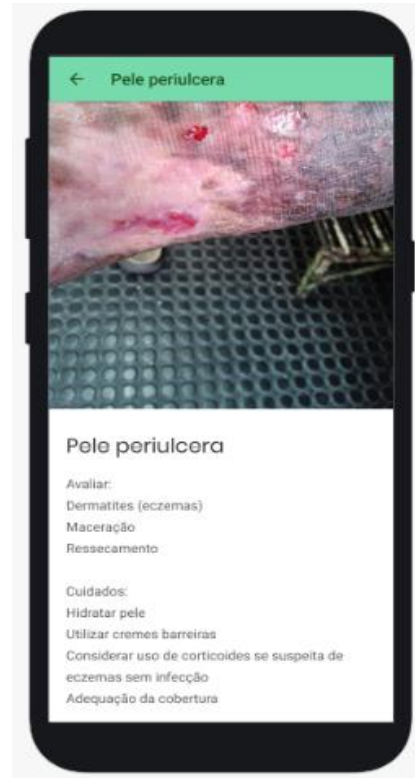 ← Pele periulcera
Pele periulcera
Avaliar:
Dermatites (eczemas)
Maceração
Ressecamento
Cuidados:
Hidratar pele
Utilizar cremes barreiras
Considerar uso de corticoides se suspeita de
eczemas sem infecção
Adequação da cobertura